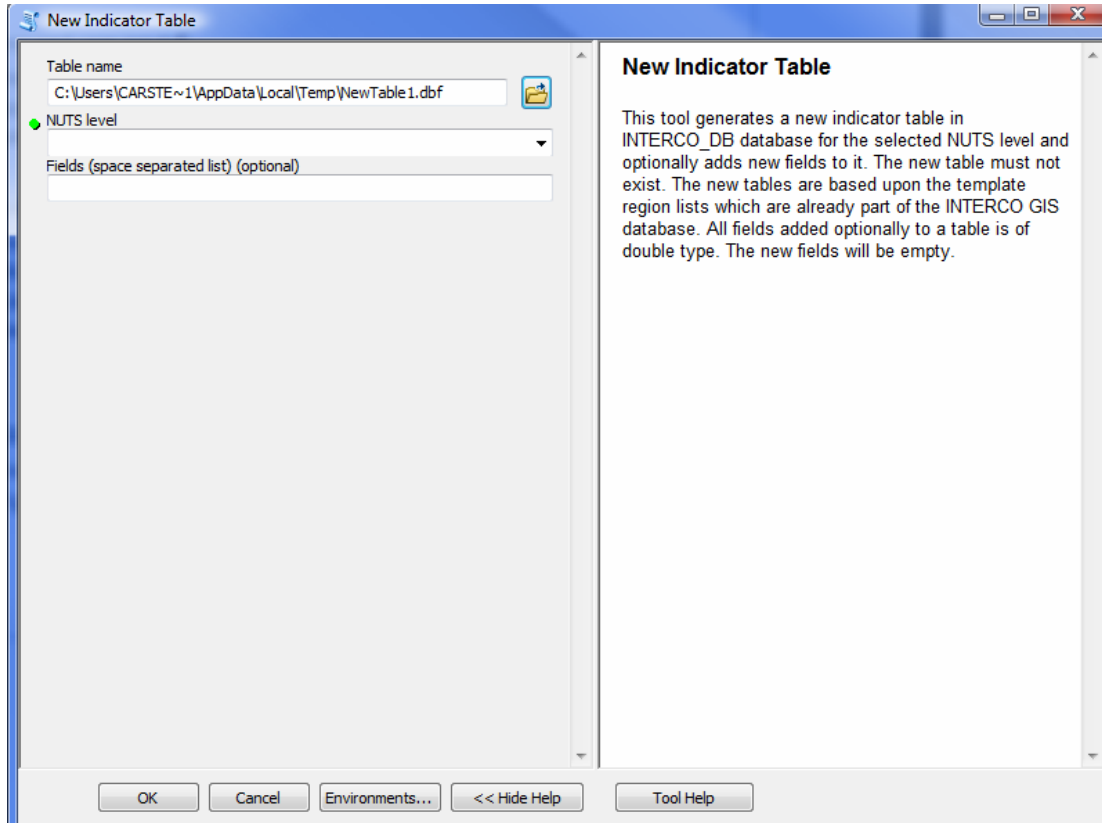 New Indicator Table
Table name
C:\Users\CARSTE~1\AppData\Local\Temp\NewTable1.dbf
NUTS level
Fields (space separated list) (optional)
New Indicator Table
This tool generates a new indicator table in
INTERCO_DB database for the selected NUTS level and
optionally adds new fields to it. The new table must not
exist. The new tables are based upon the template
region lists which are already part of the INTERCO GIS
database. All fields added optionally to a table is of
double type. The new fields will be empty.
OK
Cancel
Environments...
<< Hide Help
Tool Help